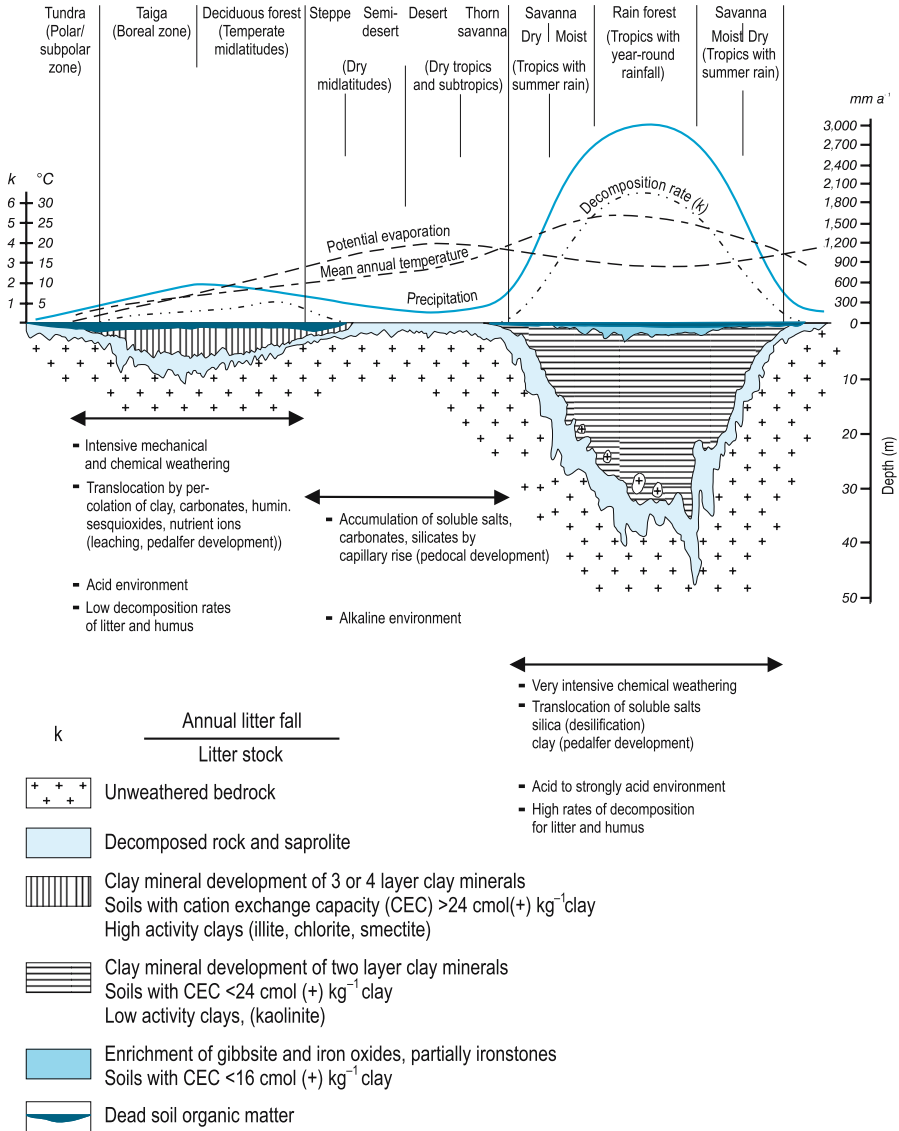 Tundra
(Polar/
subpolar
zone)
Taiga
(Boreal zone)
Deciduous forest
(Temperate
midlatitudes)
Steppe
Semi-
desert
(Dry
midlatitudes)
Desert
Thorn
savanna
(Dry tropics
and subtropics)
Savanna
Dry Moist
(Tropics with
summer rain)
Rain forest
(Tropics with
year-round
rainfall)
Savanna
Moist Dry
(Tropics with
summer rain)
mm a⁻¹
3,000
2,700
2,400
2,100
1,800
1,500
1,200
900
600
300
0
10
20
30
40
50
Depth (m)
k °C
6 30
5 25
4 20
3 15
2 10
1 5
Decomposition rate (k)
Potential evaporation
Mean annual temperature
Precipitation
- Intensive mechanical
and chemical weathering
- Translocation by per-
colation of clay, carbonates, humin.
sesquioxides, nutrient ions
(leaching, pedalfer development))
- Acid environment
- Low decomposition rates
of litter and humus
- Accumulation of soluble salts,
carbonates, silicates by
capillary rise (pedocal development)
- Alkaline environment
- Very intensive chemical weathering
- Translocation of soluble salts
silica (desilification)
clay (pedalfer development)
- Acid to strongly acid environment
- High rates of decomposition
for litter and humus
k
Annual litter fall
Litter stock
Unweathered bedrock
Decomposed rock and saprolite
Clay mineral development of 3 or 4 layer clay minerals
Soils with cation exchange capacity (CEC) >24 cmol(+) kg⁻¹clay
High activity clays (illite, chlorite, smectite)
Clay mineral development of two layer clay minerals
Soils with CEC <24 cmol (+) kg⁻¹ clay
Low activity clays, (kaolinite)
Enrichment of gibbsite and iron oxides, partially ironstones
Soils with CEC <16 cmol (+) kg⁻¹ clay
Dead soil organic matter